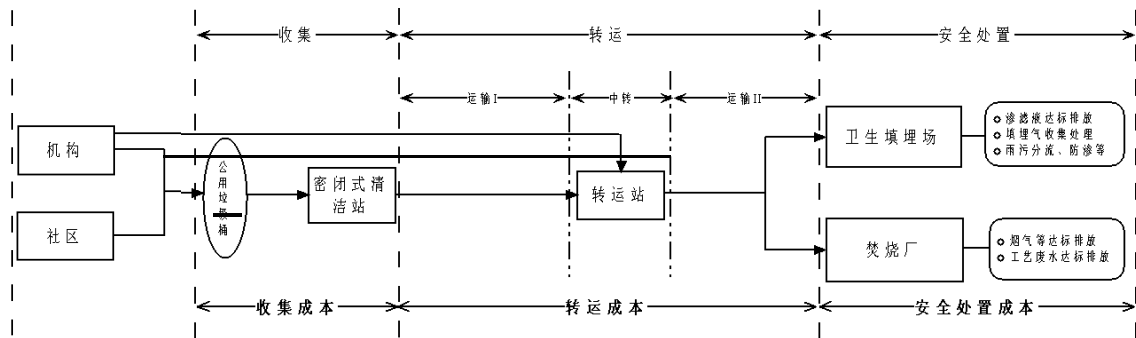 收集
转运
安全处置
运输I
中转
运输II
机构
社区
公用垃圾桶
密闭式清
洁站
转运站
卫生填埋场
渗滤液达标排放
填埋气收集处理
雨污分流、防渗等
焚烧厂
烟气等达标排放
工艺废水达标排放
收集成本
转运成本
安全处置成本